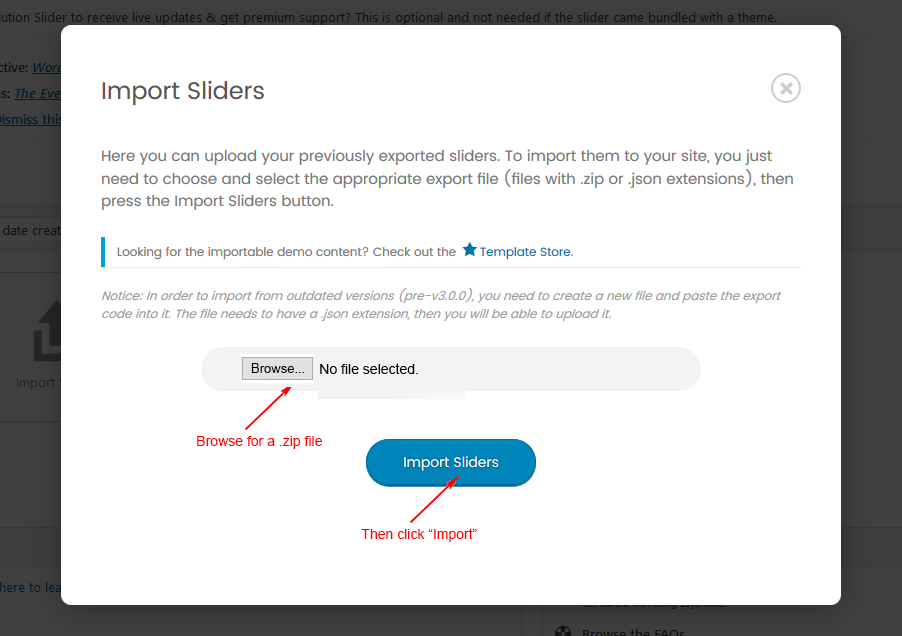 lution Slider to receive live updates & get premium support? This is optional and not needed if the slider came bundled with a theme.
ctive: Word
s: The Eve
Dismiss this
Import Sliders
Here you can upload your previously exported sliders. To import them to your site, you just
need to choose and select the appropriate export file (files with .zip or .json extensions), then
press the Import Sliders button.
date creat
Looking for the importable demo content? Check out the Template Store.
Notice: In order to import from outdated versions (pre-v3.0.0), you need to create a new file and paste the export
code into it. The file needs to have a .json extension, then you will be able to upload it.
Browse... No file selected.
Import
Browse for a .zip file
Import Sliders
Then click “Import”
here to lea
Browse the FAQs